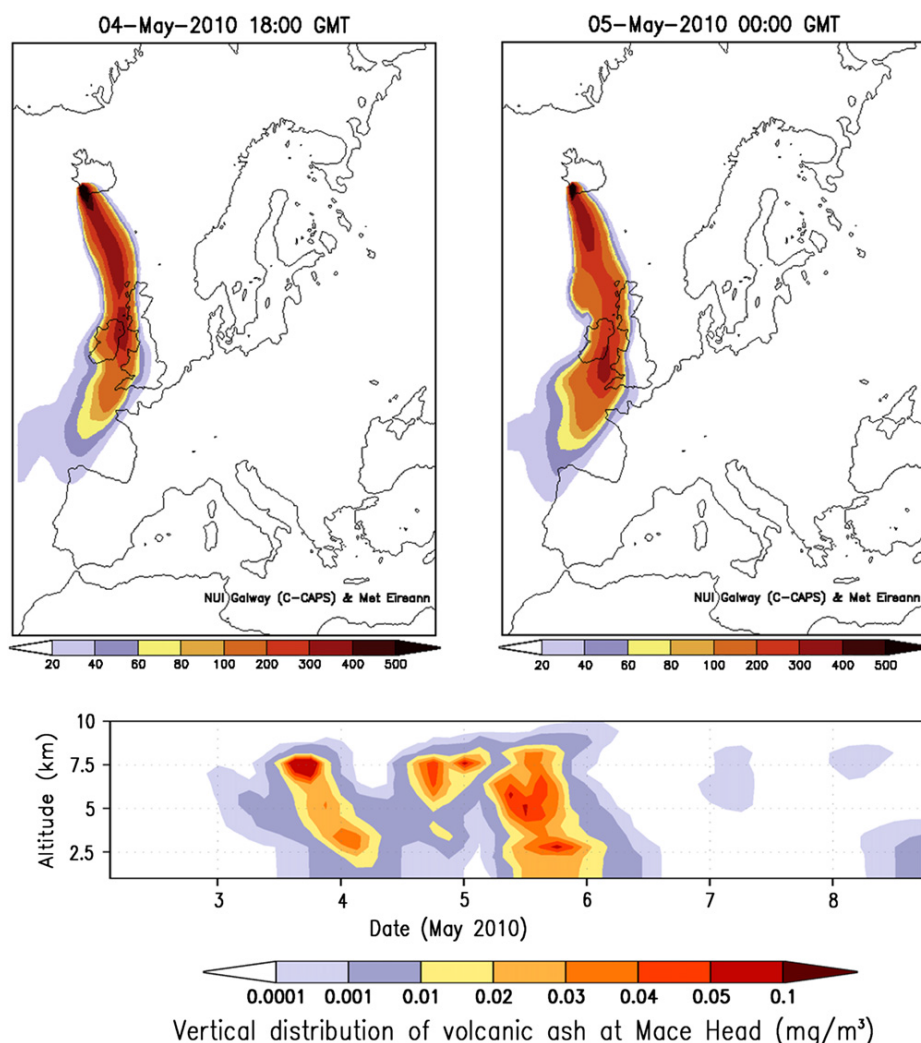 04-May-2010 18:00 GMT
05-May-2010 00:00 GMT
NUI Galway (C-CAPS) & Met Eireann
NUI Galway (C-CAPS) & Met Eireann
20 40 60 80 100 200 300 400 500
20 40 60 80 100 200 300 400 500
Altitude (km)
10
7.5
5
2.5
3 4 5 6 7 8
Date (May 2010)
0.0001 0.001 0.01 0.02 0.03 0.04 0.05 0.1
Vertical distribution of volcanic ash at Mace Head (mg/m³)